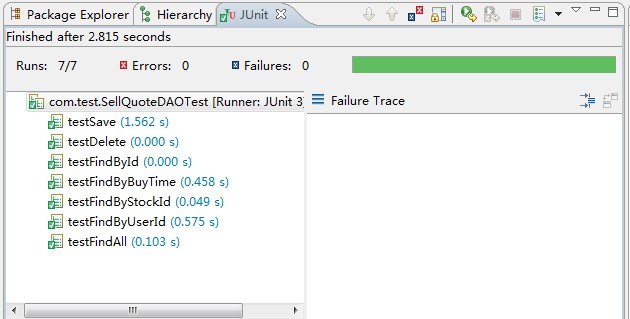 Package Explorer Hierarchy JUnit
Finished after 2.815 seconds
Runs: 7/7 Errors: 0 Failures: 0
com.test.SellQuoteDAOTest [Runner: JUnit 3]
Failure Trace
testSave (1.562 s)
testDelete (0.000 s)
testFindById (0.000 s)
testFindByBuyTime (0.458 s)
testFindByStockId (0.049 s)
testFindByUserId (0.575 s)
testFindAll (0.103 s)